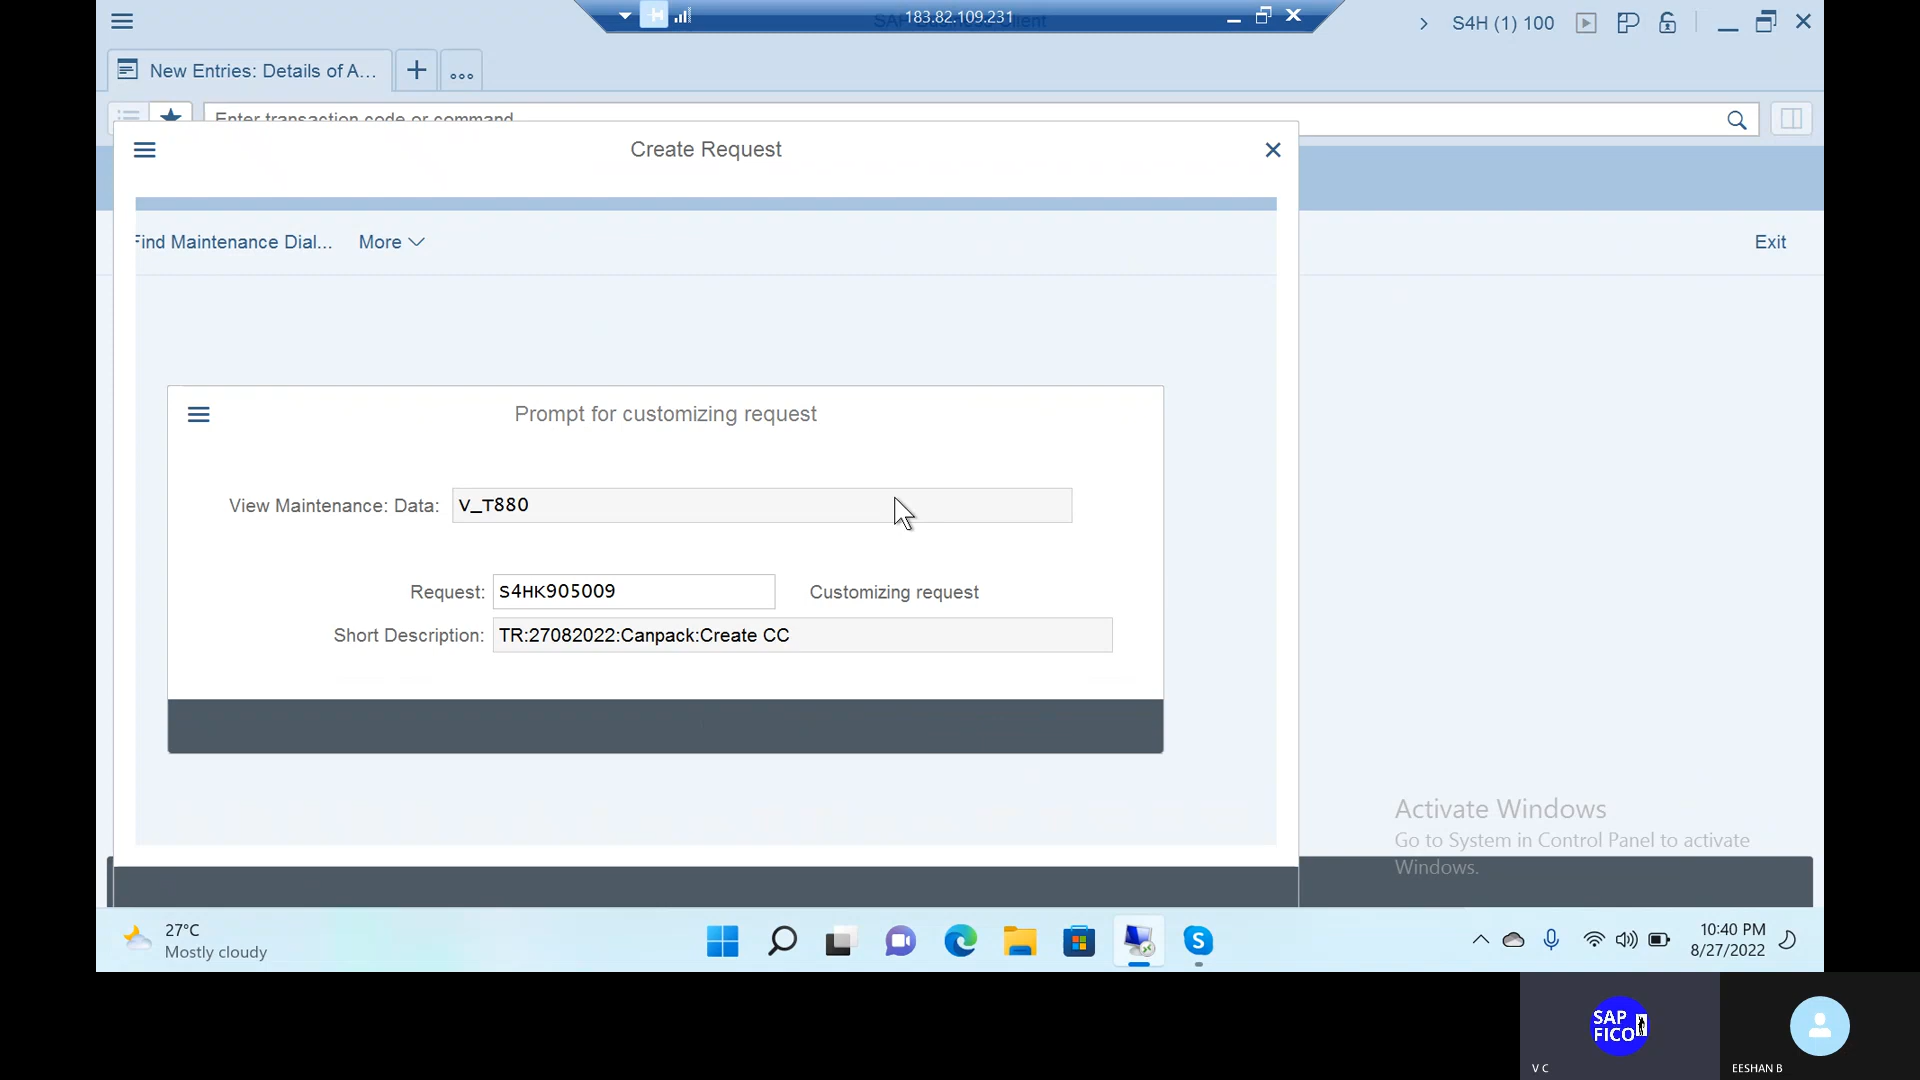 183.82.109.231
S4H (1) 100
New Entries: Details of A...
Enter transaction code or command
Create Request
Find Maintenance Dial...
More
Exit
Prompt for customizing request
View Maintenance: Data:
V_T880
Request:
S4HK905009
Customizing request
Short Description:
TR:27082022:Canpack:Create CC
Activate Windows
Go to System in Control Panel to activate
Windows.
27°C
Mostly cloudy
10:40 PM
8/27/2022
SAP
FICO
V C
EESHAN B